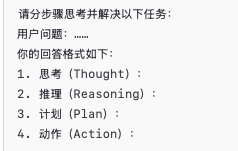 请分步骤思考并解决以下任务：
用户问题：……
你的回答格式如下：
1. 思考（Thought）：
2. 推理（Reasoning）：
3. 计划（Plan）：
4. 动作（Action）：